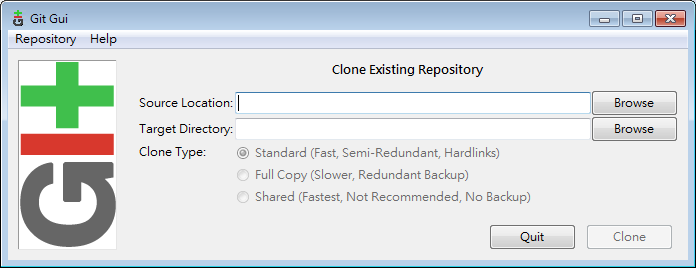 Git Gui
Repository Help
Clone Existing Repository
Source Location: Browse
Target Directory: Browse
Clone Type: Standard (Fast, Semi-Redundant, Hardlinks)
Full Copy (Slower, Redundant Backup)
Shared (Fastest, Not Recommended, No Backup)
Quit Clone